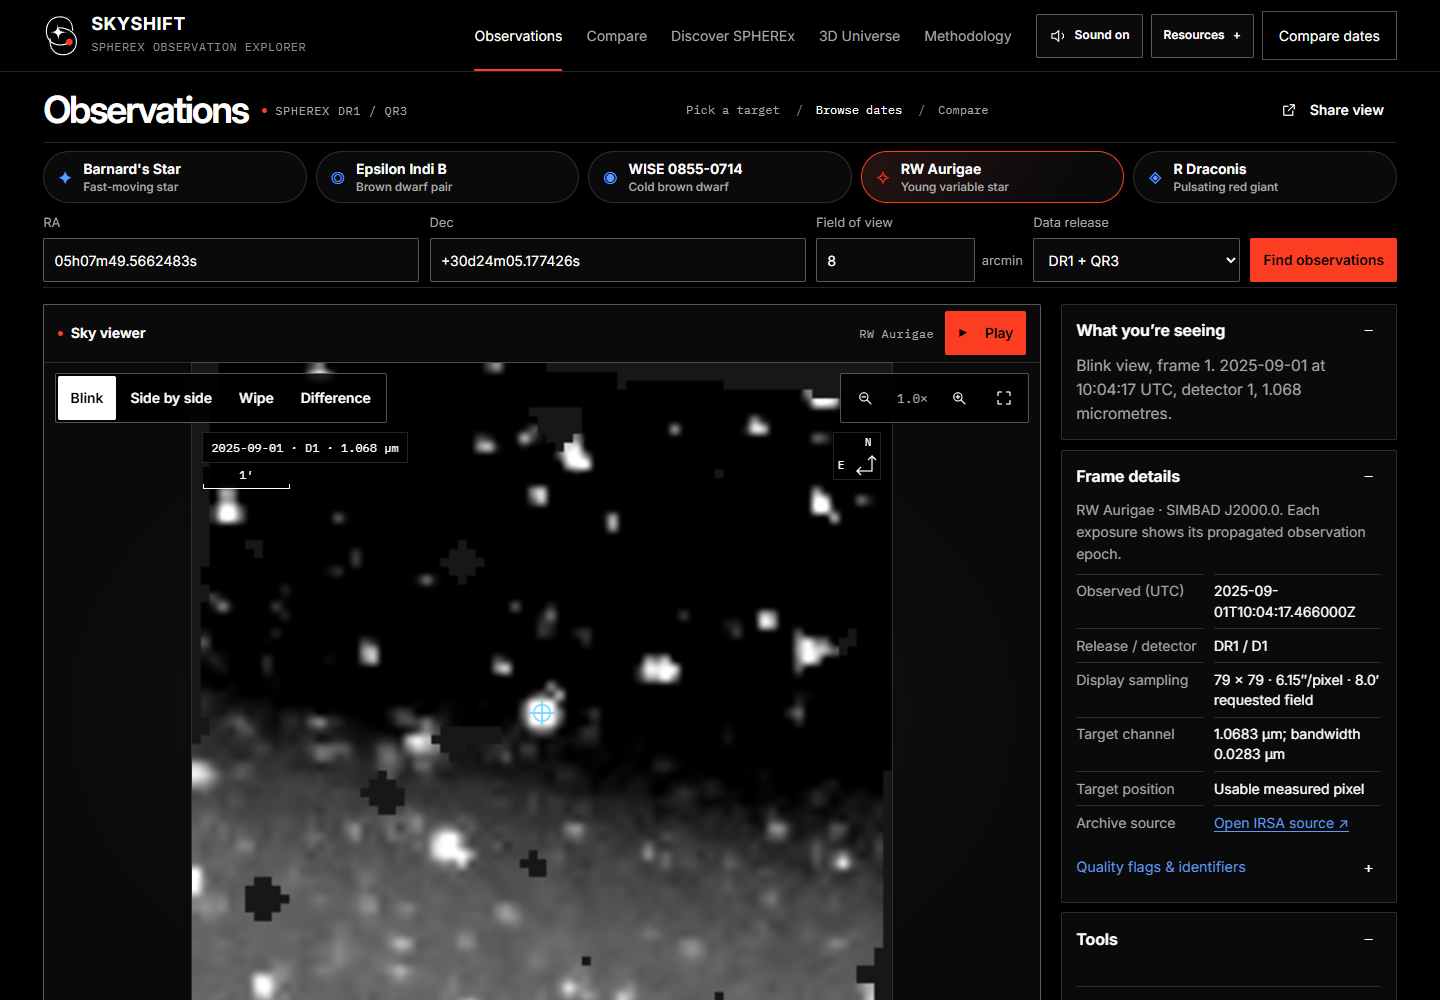 SKYSHIFT
SPHEREX OBSERVATION EXPLORER
Observations
Compare
Discover SPHEREx
3D Universe
Methodology
Sound on
Resources +
Compare dates
Observations
SPHEREX DR1 / QR3
Pick a target / Browse dates / Compare
Share view
Barnard's Star
Fast-moving star
Epsilon Indi B
Brown dwarf pair
WISE 0855-0714
Cold brown dwarf
RW Aurigae
Young variable star
R Draconis
Pulsating red giant
RA
05h07m49.5662483s
Dec
+30d24m05.177426s
Field of view
8
arcmin
Data release
DR1 + QR3
Find observations
Sky viewer
RW Aurigae
Play
Blink
Side by side
Wipe
Difference
1.0×
2025-09-01 · D1 · 1.068 µm
1′
N
E
What you’re seeing
Blink view, frame 1. 2025-09-01 at
10:04:17 UTC, detector 1, 1.068
micrometres.
Frame details
RW Aurigae · SIMBAD J2000.0. Each
exposure shows its propagated observation
epoch.
Observed (UTC)
2025-09-
01T10:04:17.466000Z
Release / detector
DR1 / D1
Display sampling
79 × 79 · 6.15″/pixel · 8.0′
requested field
Target channel
1.0683 µm; bandwidth
0.0283 µm
Target position
Usable measured pixel
Archive source
Open IRSA source ↗
Quality flags & identifiers +
Tools